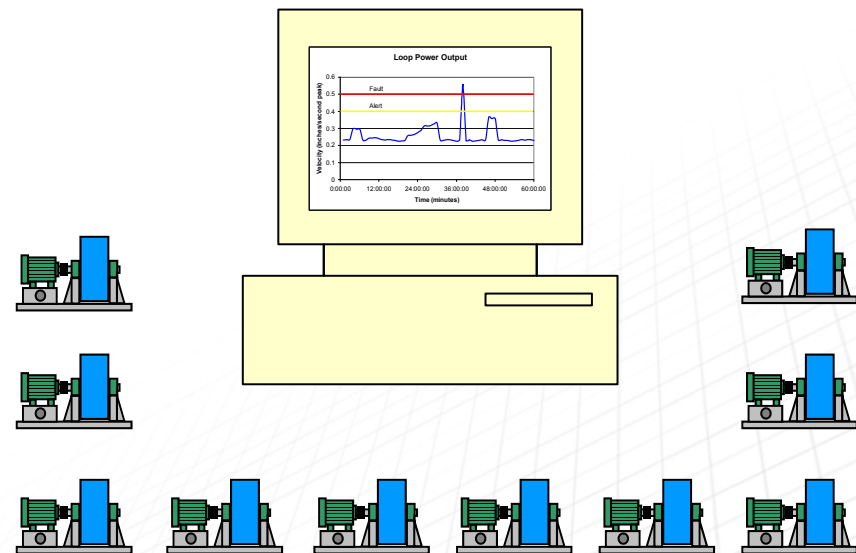 Loop Power Output
Velocity (inches/second peak)
0.6
0.5
0.4
0.3
0.2
0.1
0
Fault
Alert
0:00:00 12:00:00 24:00:00 36:00:00 48:00:00 60:00:00
Time (minutes)